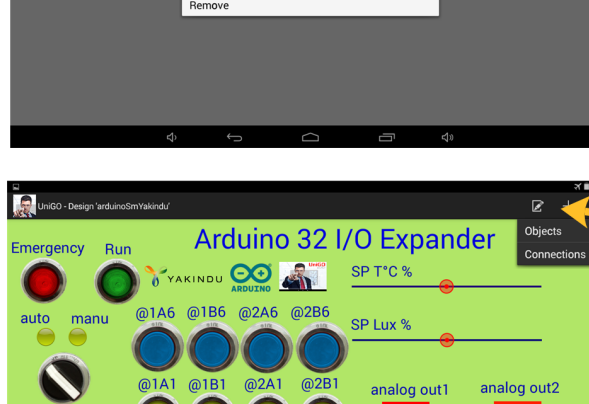 Remove
UniGO - Design 'arduinoSmYakindu'
Objects
Connections
Arduino 32 I/O Expander
Emergency Run
YAKINDU
ARDUINO
UniGO
SP T°C %
auto manu
@1A6 @1B6 @2A6 @2B6
SP Lux %
@1A1 @1B1 @2A1 @2B1
analog out1 analog out2